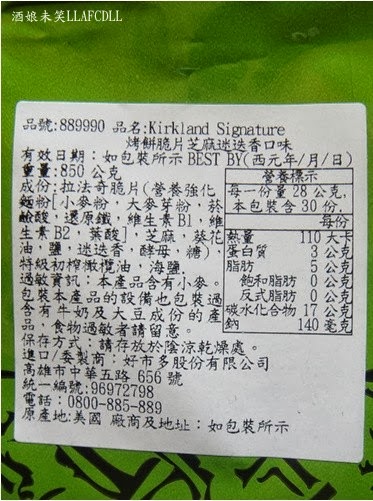 酒娘未笑LLAFCDLL
品號:889990 品名:Kirkland Signature
烤餅脆片芝麻迷迭香口味
有效日期：如包裝所示 BEST BY(西元年/月/日)
重量:850 公克
成份:拉法奇脆片(營養強化
麵粉[小麥粉，大麥芽粉，菸
鹼酸，還原鐵，維生素B1，維
生素B2，葉酸]，芝麻，葵花
油，鹽，迷迭香，酵母，糖)，
特級初榨橄欖油，海鹽
過敏資訊：本產品含有小麥。
包裝本產品的設備也包裝過
含有牛奶及大豆成份的產
品，食物過敏者請留意。
營養標示
每一份量 28 公克，
本包裝含 30 份。
每份
熱量 110 大卡
蛋白質 3 公克
脂肪 5 公克
飽和脂肪 0 公克
反式脂肪 0 公克
碳水化合物 17 公克
鈉 140 毫克
保存方式：請存放於陰涼乾燥處。
進口/委製商：好市多股份有限公司
高雄市中華五路 656 號
統一編號:96972798
電話：0800-885-889
原產地:美國 廠商及地址: 如包裝所示